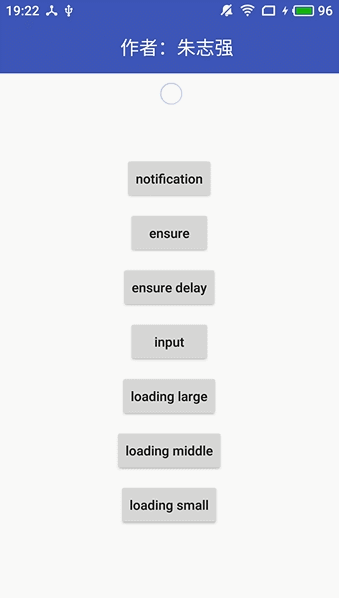 19:22 96
作者：朱志强
notification
ensure
ensure delay
input
loading large
loading middle
loading small